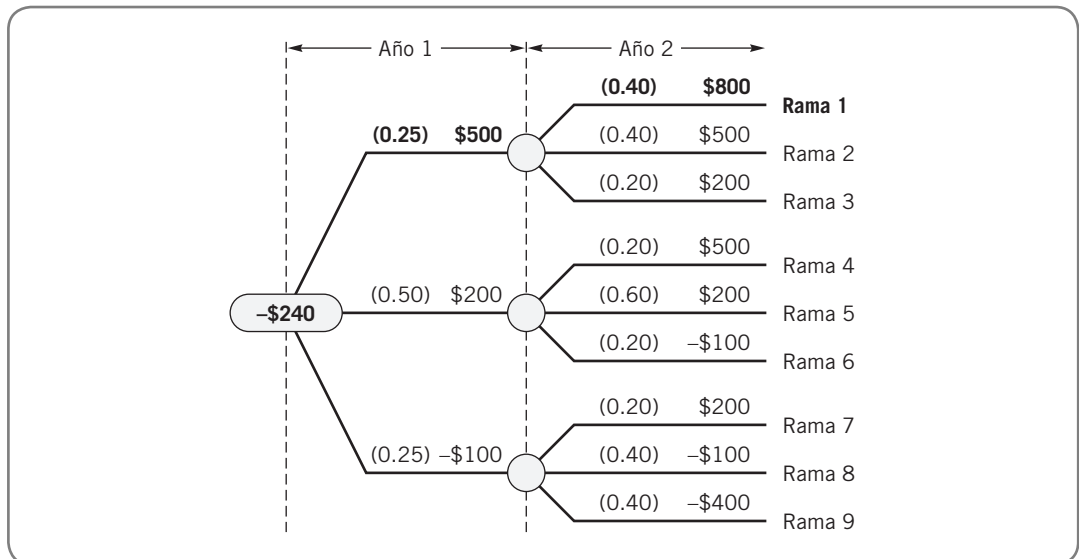 Año 1 Año 2
(0.40) $800 Rama 1
(0.25) $500 (0.40) $500 Rama 2
(0.20) $200 Rama 3
(0.20) $500 Rama 4
–$240 (0.50) $200 (0.60) $200 Rama 5
(0.20) –$100 Rama 6
(0.20) $200 Rama 7
(0.25) –$100 (0.40) –$100 Rama 8
(0.40) –$400 Rama 9